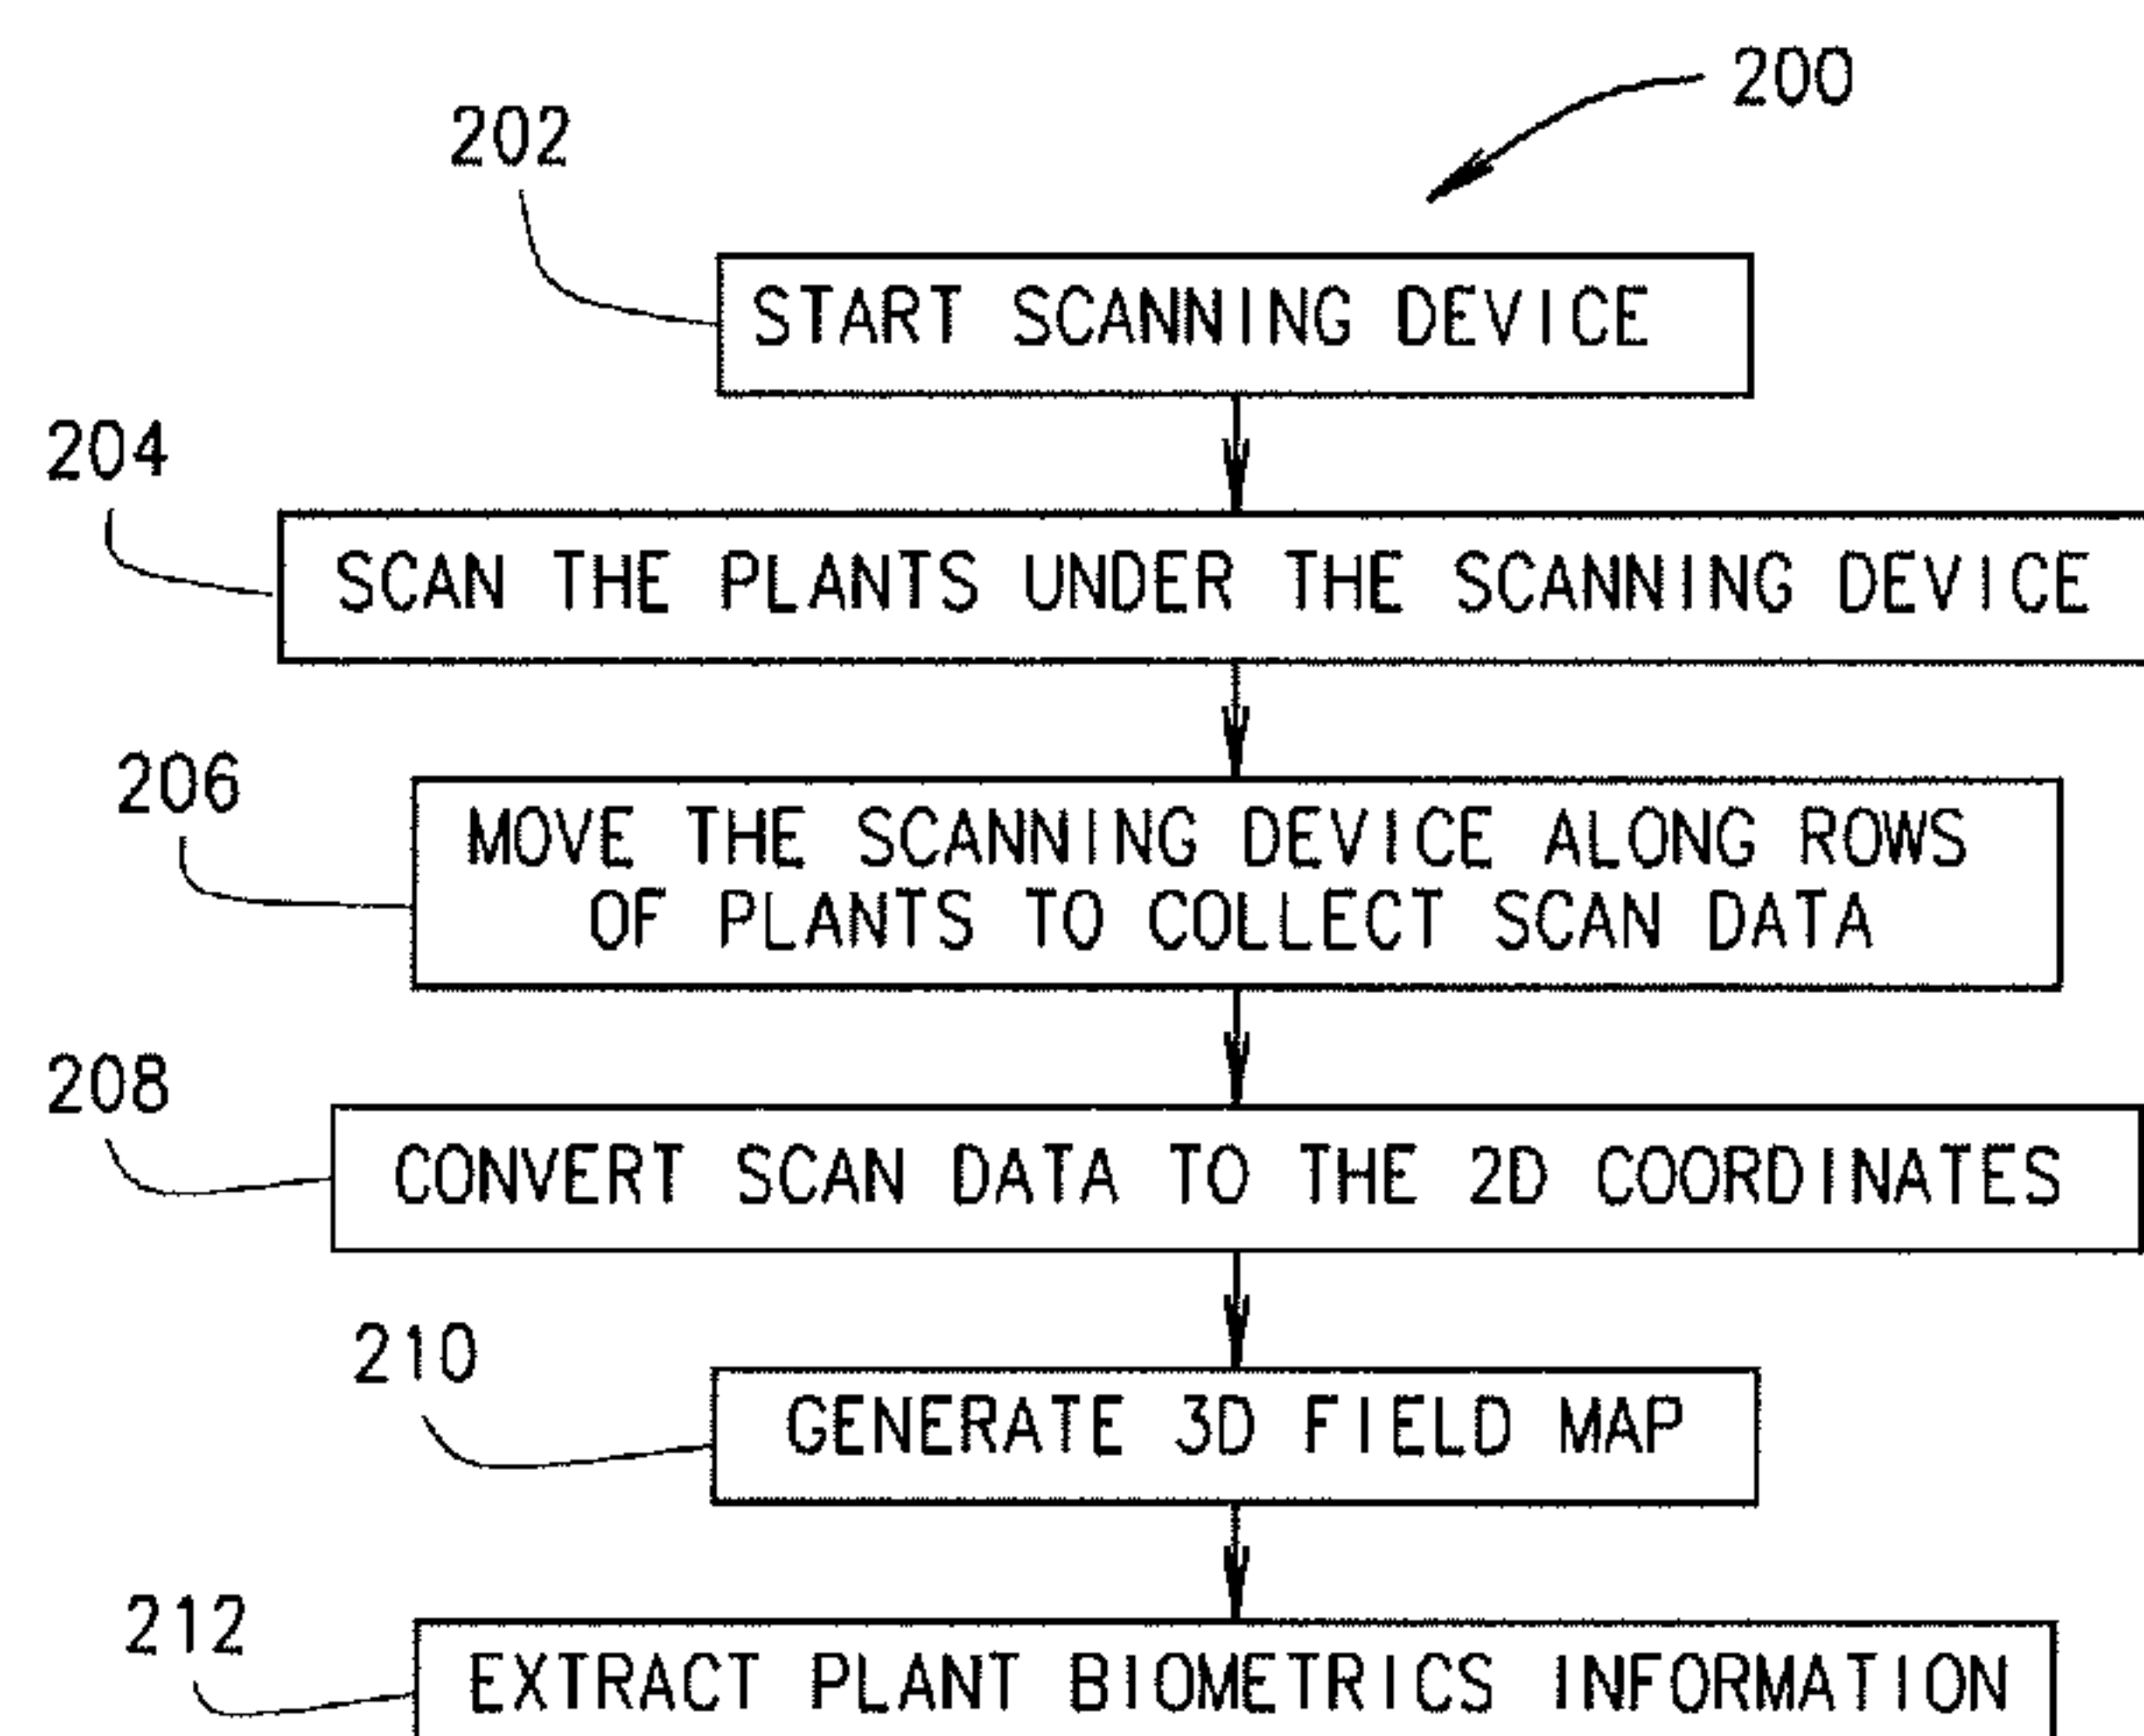 200
202
START SCANNING DEVICE
204
SCAN THE PLANTS UNDER THE SCANNING DEVICE
206
MOVE THE SCANNING DEVICE ALONG ROWS
OF PLANTS TO COLLECT SCAN DATA
208
CONVERT SCAN DATA TO THE 2D COORDINATES
210
GENERATE 3D FIELD MAP
212
EXTRACT PLANT BIOMETRICS INFORMATION